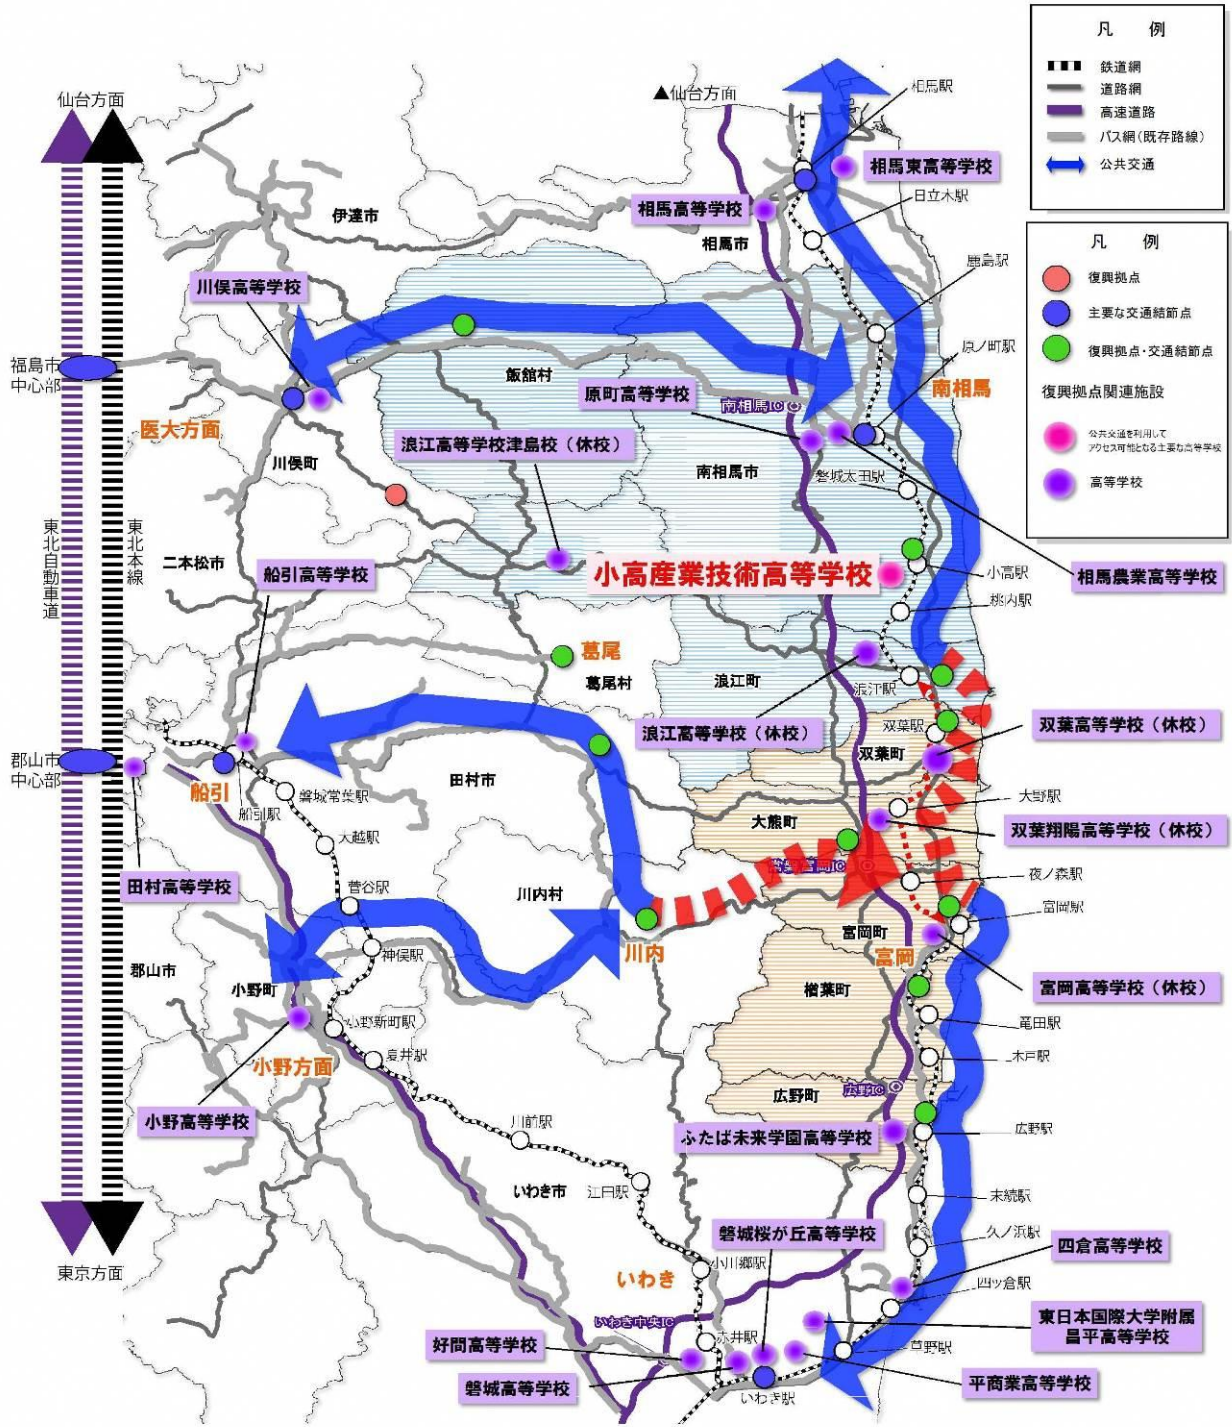 凡　例
鉄道網
道路網
高速道路
バス網(既存路線)
公共交通
凡　例
復興拠点
主要な交通結節点
復興拠点・交通結節点
復興拠点関連施設
公共交通を利用して
アクセス可能となる主要な高等学校
高等学校
仙台方面
▲仙台方面
相馬駅
相馬東高等学校
日立木駅
相馬高等学校
伊達市
相馬市
鹿島駅
川俣高等学校
原ノ町駅
福島市
中心部
飯舘村
原町高等学校
南相馬IC
南相馬
医大方面
浪江高等学校津島校（休校）
川俣町
南相馬市
磐城太田駅
東北自動車道
東北本線
二本松市
船引高等学校
小高産業技術高等学校
小高駅
相馬農業高等学校
桃内駅
葛尾
葛尾村
浪江町
浪江駅
浪江高等学校（休校）
双葉駅
双葉高等学校（休校）
双葉町
郡山市
中心部
田村市
船引
船引駅
磐城常葉駅
大野駅
大熊町
双葉翔陽高等学校（休校）
大越駅
常磐富岡IC
田村高等学校
菅谷駅
川内村
夜ノ森駅
富岡駅
川内
富岡町
富岡
神俣駅
郡山市
小野町
楢葉町
富岡高等学校（休校）
小野新町駅
竜田駅
夏井駅
木戸駅
小野方面
広野IC
広野町
小野高等学校
川前駅
ふたば未来学園高等学校
広野駅
いわき市
江田駅
末続駅
磐城桜が丘高等学校
久ノ浜駅
四倉高等学校
小川郷駅
いわき
四ッ倉駅
東京方面
いわき中央IC
赤井駅
東日本国際大学附属
昌平高等学校
好間高等学校
草野駅
磐城高等学校
平商業高等学校
いわき駅